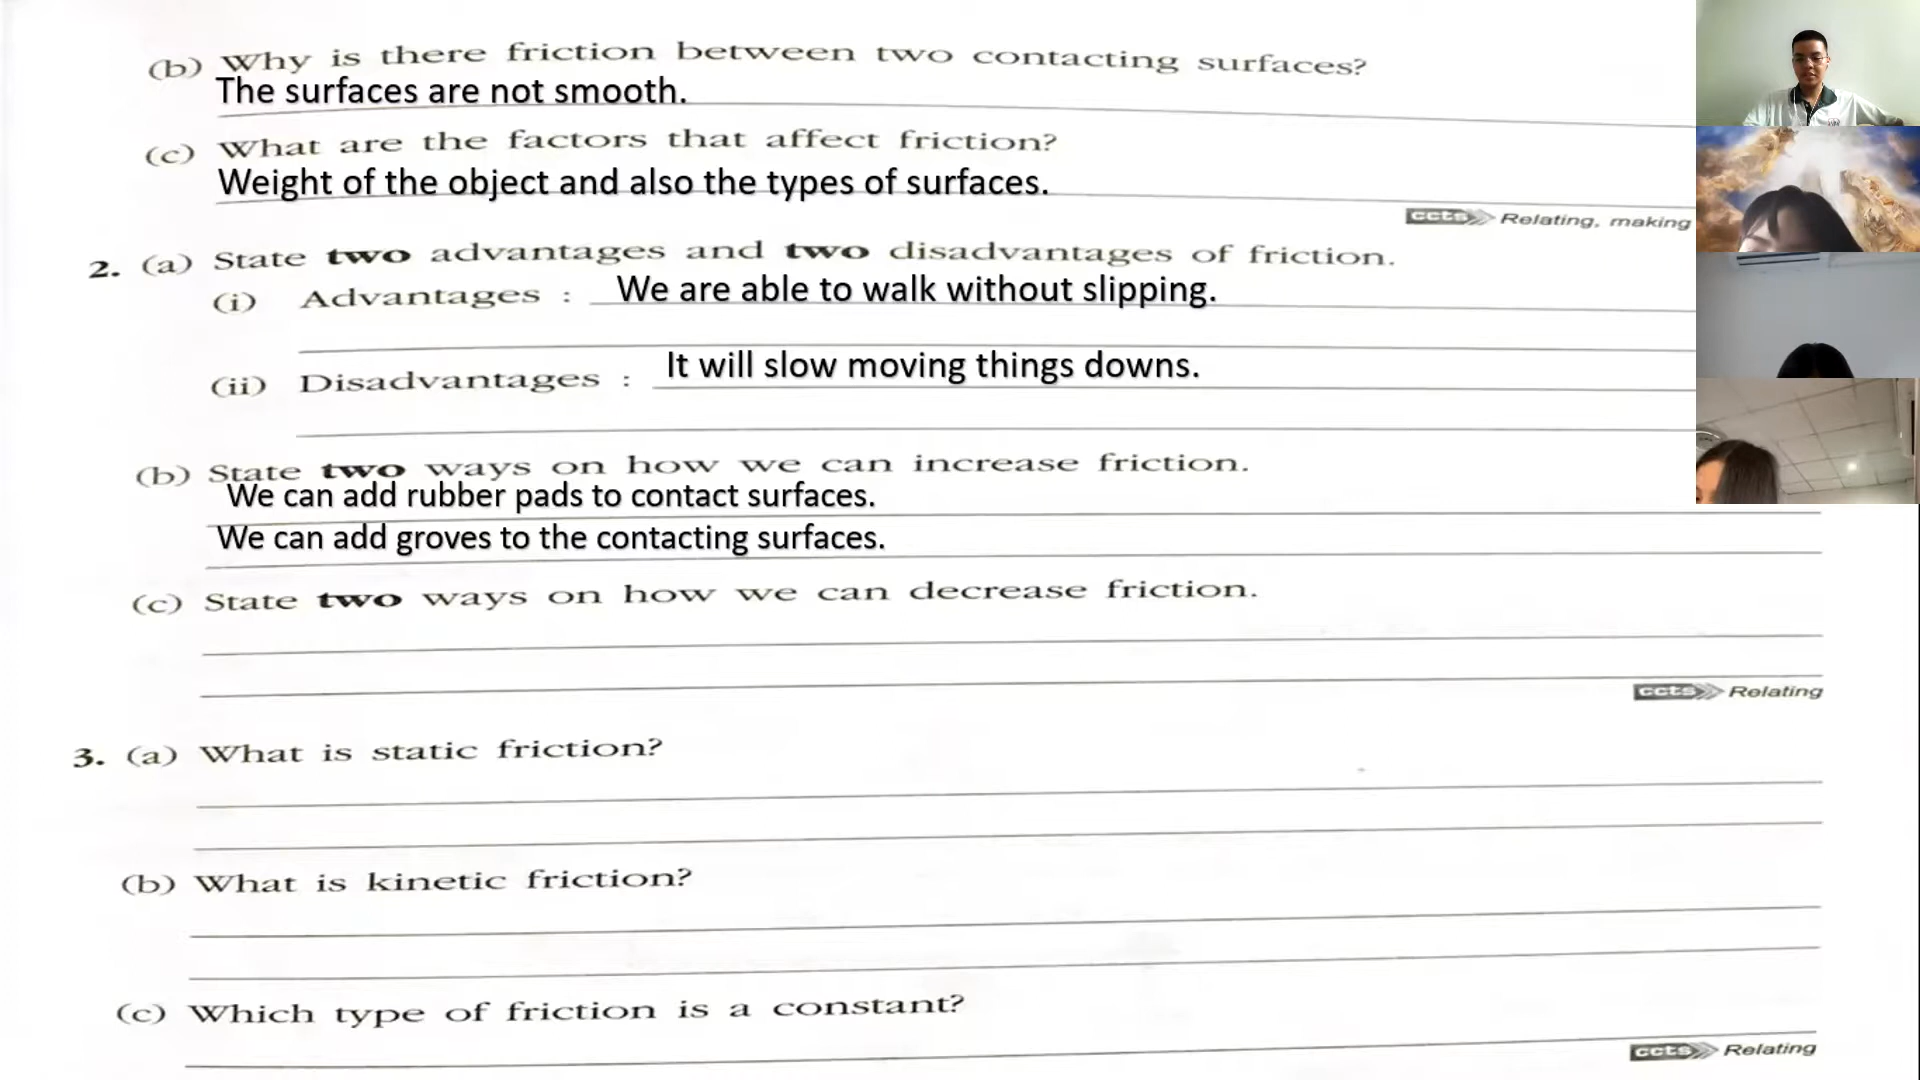 (b) Why is there friction between two contacting surfaces?
The surfaces are not smooth.
(c) What are the factors that affect friction?
Weight of the object and also the types of surfaces.
ccts Relating, making
2. (a) State two advantages and two disadvantages of friction.
(i) Advantages : We are able to walk without slipping.
(ii) Disadvantages : It will slow moving things downs.
(b) State two ways on how we can increase friction.
We can add rubber pads to contact surfaces.
We can add groves to the contacting surfaces.
(c) State two ways on how we can decrease friction.
ccts Relating
3. (a) What is static friction?
(b) What is kinetic friction?
(c) Which type of friction is a constant?
ccts Relating